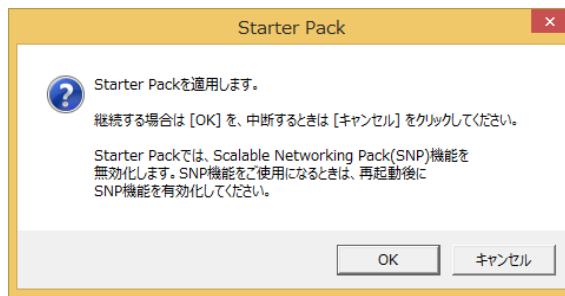 Starter Pack
Starter Packを適用します。
継続する場合は [OK] を、中断するときは [キャンセル] をクリックしてください。
Starter Packでは、Scalable Networking Pack(SNP)機能を
無効化します。SNP機能をご使用になるときは、再起動後に
SNP機能を有効化してください。
OK
キャンセル